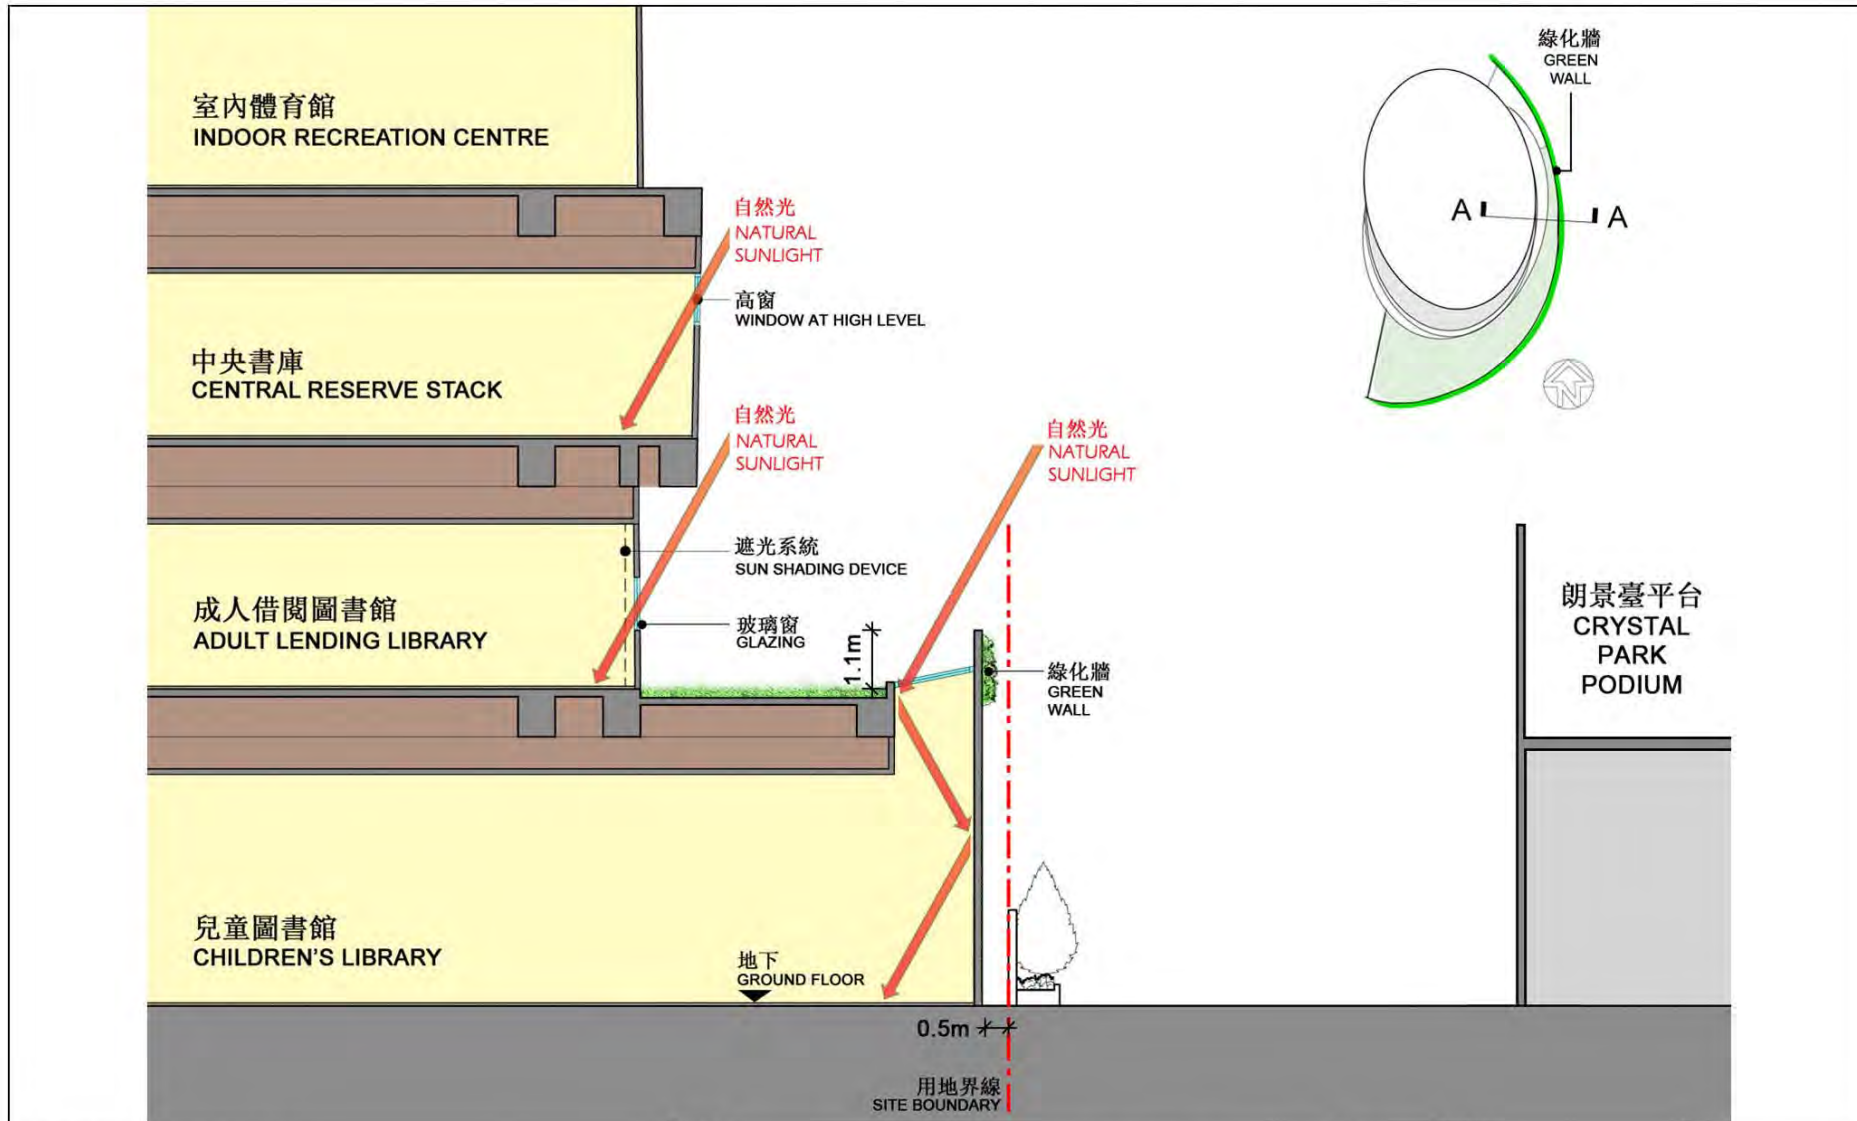 室內體育館
INDOOR RECREATION CENTRE
自然光
NATURAL
SUNLIGHT
高窗
WINDOW AT HIGH LEVEL
中央書庫
CENTRAL RESERVE STACK
自然光
NATURAL
SUNLIGHT
自然光
NATURAL
SUNLIGHT
遮光系統
SUN SHADING DEVICE
成人借閱圖書館
ADULT LENDING LIBRARY
玻璃窗
GLAZING
1.1m
綠化牆
GREEN
WALL
朗景臺平台
CRYSTAL
PARK
PODIUM
兒童圖書館
CHILDREN'S LIBRARY
地下
GROUND FLOOR
0.5m
用地界線
SITE BOUNDARY
綠化牆
GREEN
WALL
A A
N